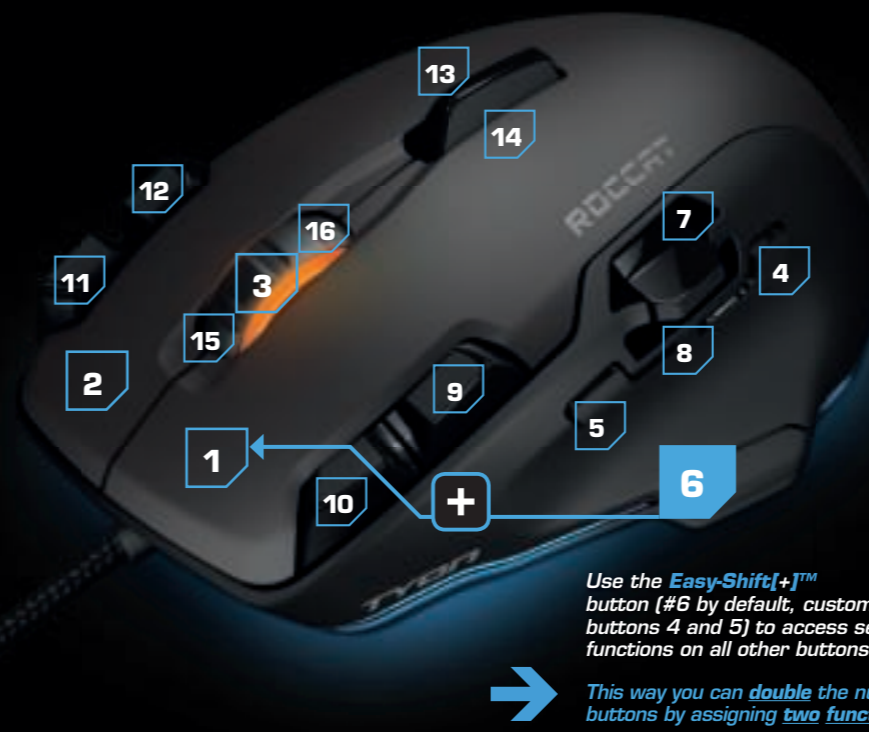 13
14
12
ROCCAT
7
16
4
11
3
15
8
2
9
5
1
6
10
+
TYON
Use the Easy-Shift[+]™
button (#6 by default, custom
buttons 4 and 5) to access se
functions on all other buttons
This way you can double the nu
buttons by assigning two func